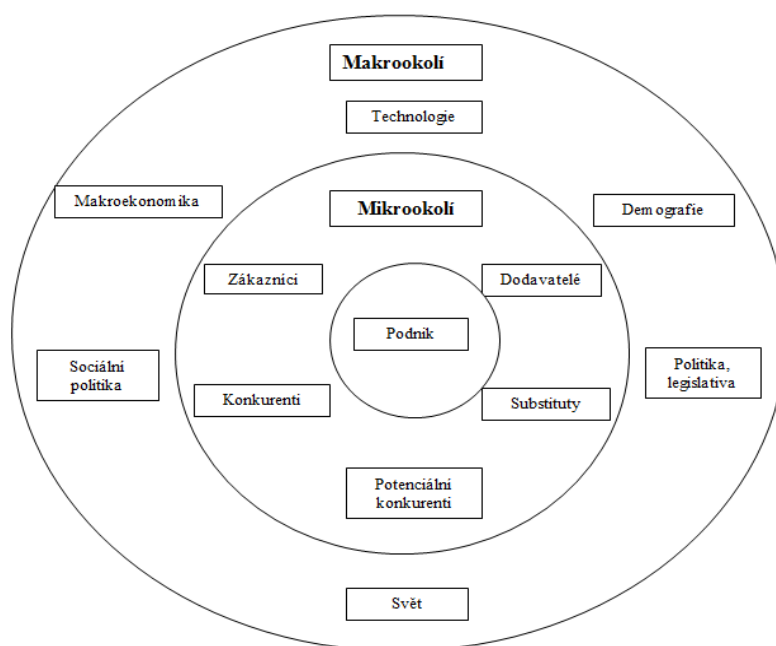 Makrookolí
Technologie
Makroekonomika
Mikrookolí
Demografie
Zákazníci
Dodavatelé
Podnik
Sociální
politika
Politika,
legislativa
Konkurenti
Substituty
Potenciální
konkurenti
Svět